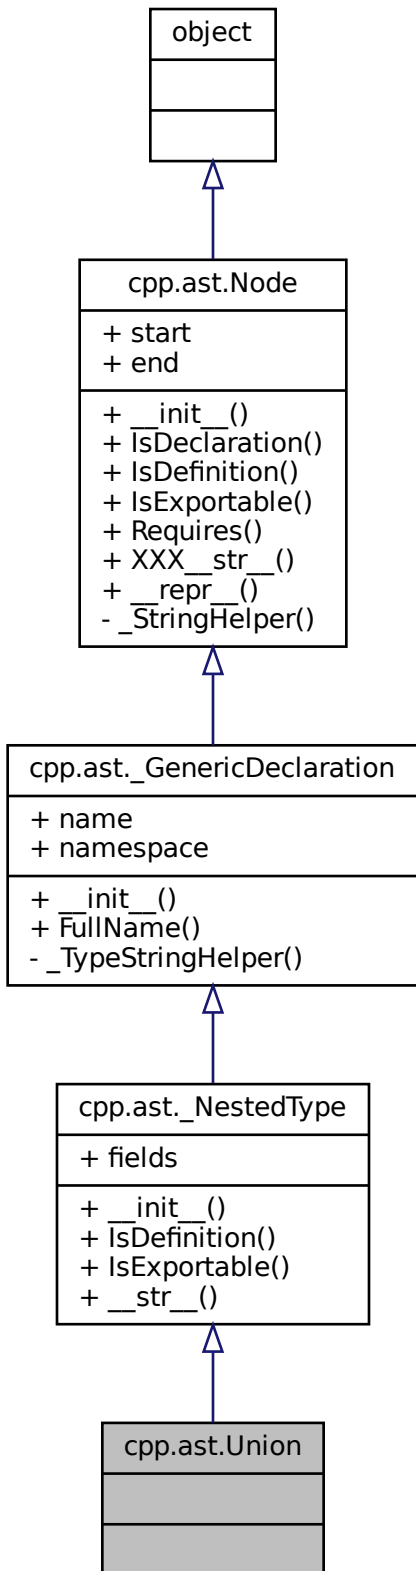 object
cpp.ast.Node
+ start
+ end
+ __init__()
+ IsDeclaration()
+ IsDefinition()
+ IsExportable()
+ Requires()
+ XXX__str__()
+ __repr__()
- _StringHelper()
cpp.ast._GenericDeclaration
+ name
+ namespace
+ __init__()
+ FullName()
- _TypeStringHelper()
cpp.ast._NestedType
+ fields
+ __init__()
+ IsDefinition()
+ IsExportable()
+ __str__()
cpp.ast.Union